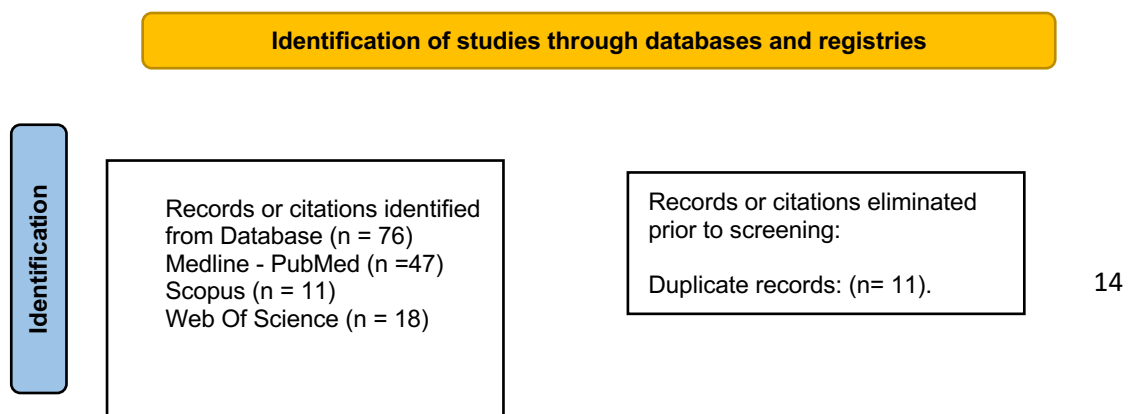 Identification of studies through databases and registries
Identification
Records or citations identified
from Database (n = 76)
Medline - PubMed (n =47)
Scopus (n = 11)
Web Of Science (n = 18)
Records or citations eliminated
prior to screening:
Duplicate records: (n= 11).
14